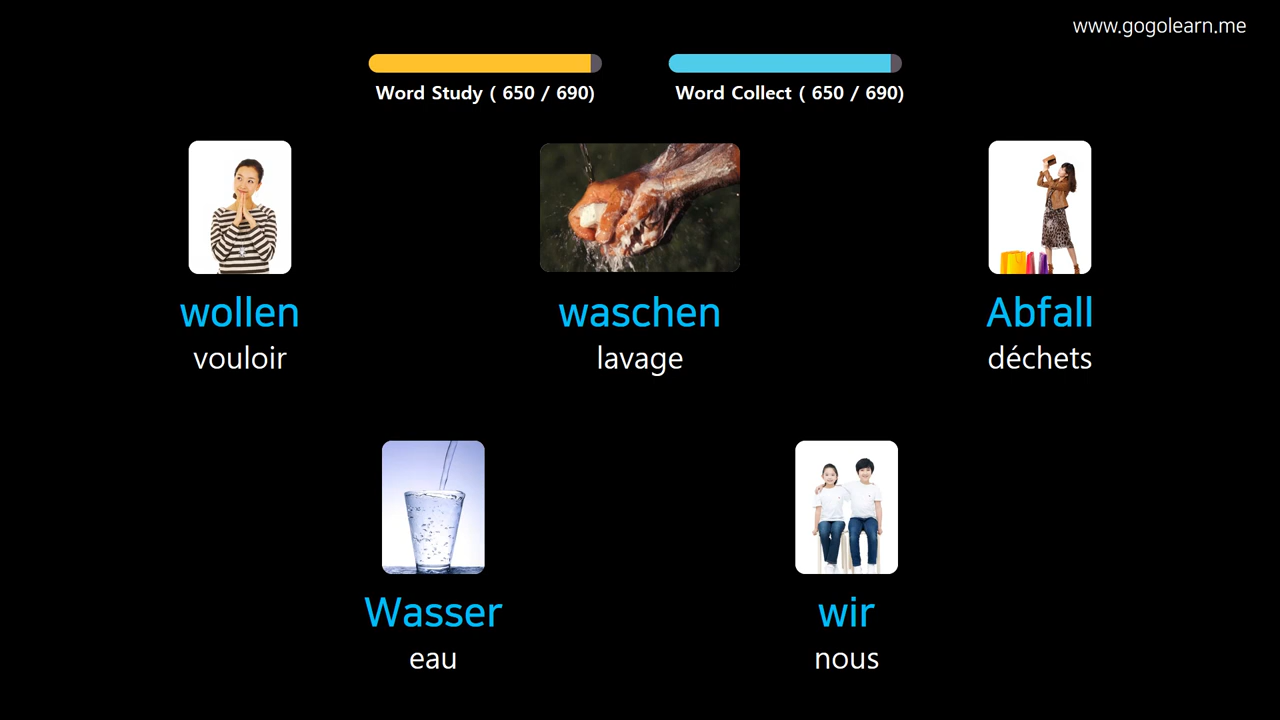 www.gogolearn.me
Word Study ( 650 / 690)
Word Collect ( 650 / 690)
wollen
vouloir
waschen
lavage
Abfall
déchets
Wasser
eau
wir
nous